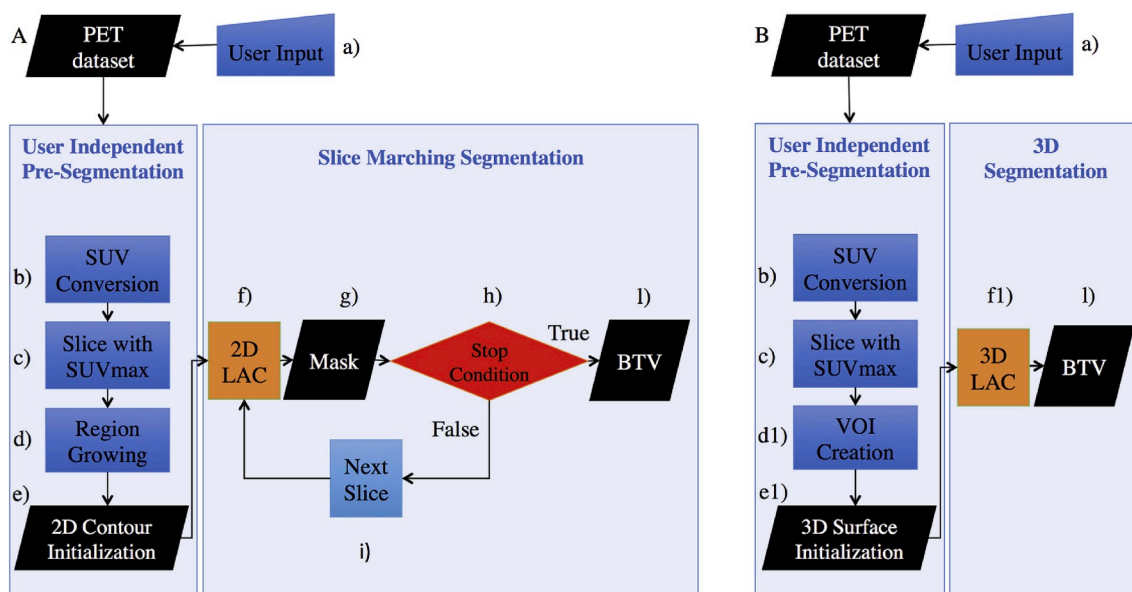 A
PET
dataset
User Input
a)
User Independent
Pre-Segmentation
b)
SUV
Conversion
c)
Slice with
SUVmax
d)
Region
Growing
e)
2D Contour
Initialization
Slice Marching Segmentation
f)
2D
LAC
g)
Mask
h)
Stop
Condition
True
False
l)
BTV
Next
Slice
i)
B
PET
dataset
User Input
a)
User Independent
Pre-Segmentation
b)
SUV
Conversion
c)
Slice with
SUVmax
d1)
VOI
Creation
e1)
3D Surface
Initialization
3D
Segmentation
f1)
3D
LAC
l)
BTV